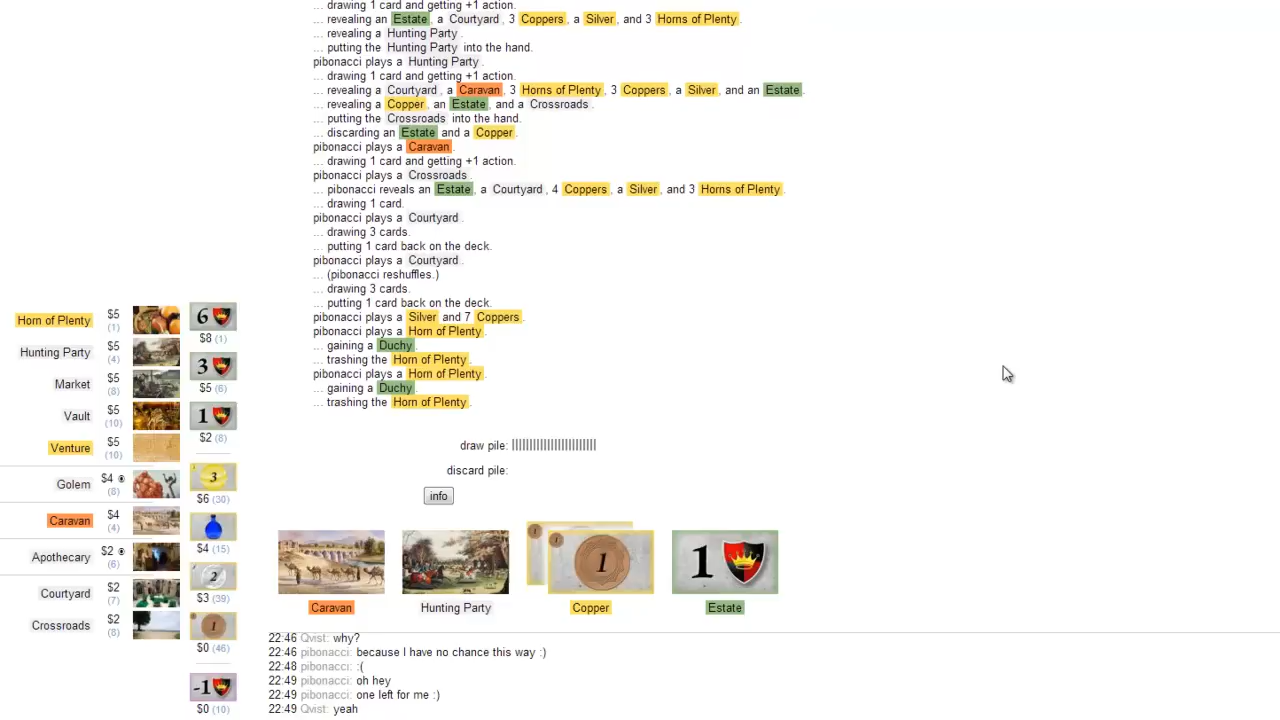 ... drawing 1 card and getting +1 action.
... revealing an Estate, a Courtyard, 3 Coppers, a Silver, and 3 Horns of Plenty.
... revealing a Hunting Party.
... putting the Hunting Party into the hand.
pibonacci plays a Hunting Party.
... drawing 1 card and getting +1 action.
... revealing a Courtyard, a Caravan, 3 Horns of Plenty, 3 Coppers, a Silver, and an Estate.
... revealing a Copper, an Estate, and a Crossroads.
... putting the Crossroads into the hand.
... discarding an Estate and a Copper.
pibonacci plays a Caravan.
... drawing 1 card and getting +1 action.
pibonacci plays a Crossroads.
... pibonacci reveals an Estate, a Courtyard, 4 Coppers, a Silver, and 3 Horns of Plenty.
... drawing 1 card.
pibonacci plays a Courtyard.
... drawing 3 cards.
... putting 1 card back on the deck.
pibonacci plays a Courtyard.
... (pibonacci reshuffles.)
... drawing 3 cards.
... putting 1 card back on the deck.
pibonacci plays a Silver and 7 Coppers.
pibonacci plays a Horn of Plenty.
... gaining a Duchy.
... trashing the Horn of Plenty.
pibonacci plays a Horn of Plenty.
... gaining a Duchy.
... trashing the Horn of Plenty.
Horn of Plenty $5 (1)
Hunting Party $5 (4)
Market $5 (8)
Vault $5 (10)
Venture $5 (10)
Golem $4 (8)
Caravan $4 (4)
Apothecary $2 (6)
Courtyard $2 (7)
Crossroads $2 (8)
6
$8 (1)
3
$5 (6)
1
$2 (8)
3
$6 (30)
$4 (15)
2
$3 (39)
1
$0 (46)
-1
$0 (10)
draw pile:
discard pile:
info
1
1 1
1
Caravan
Hunting Party
Copper
Estate
22:46 Qvist: why?
22:46 pibonacci: because I have no chance this way :)
22:48 pibonacci: :(
22:49 pibonacci: oh hey
22:49 pibonacci: one left for me :)
22:49 Qvist: yeah